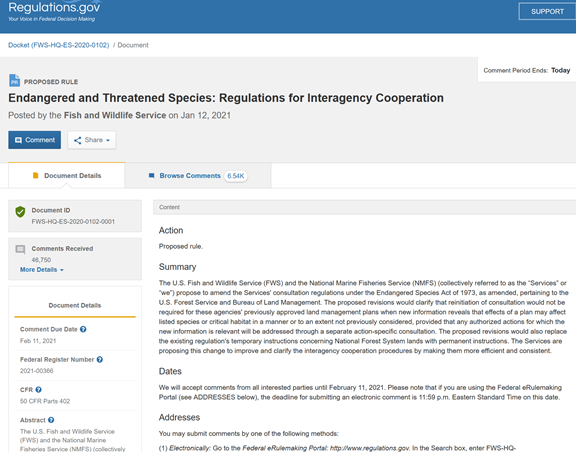 Regulations.gov
Your Voice in Federal Decision Making
SUPPORT
Docket (FWS-HQ-ES-2020-0102) / Document
Comment Period Ends: Today
PR PROPOSED RULE
Endangered and Threatened Species: Regulations for Interagency Cooperation
Posted by the Fish and Wildlife Service on Jan 12, 2021
Comment
Share
Document Details
Browse Comments 6.54K
Document ID
FWS-HQ-ES-2020-0102-0001
Comments Received
46,750
More Details
Document Details
Comment Due Date
Feb 11, 2021
Federal Register Number
2021-00366
CFR
50 CFR Parts 402
Abstract
The U.S. Fish and Wildlife Service
(FWS) and the National Marine
Fisheries Service (NMFS) (collectively
Content
Action
Proposed rule.
Summary
The U.S. Fish and Wildlife Service (FWS) and the National Marine Fisheries Service (NMFS) (collectively referred to as the “Services” or
“we”) propose to amend the Services' consultation regulations under the Endangered Species Act of 1973, as amended, pertaining to the
U.S. Forest Service and Bureau of Land Management. The proposed revisions would clarify that reinitiation of consultation would not be
required for these agencies' previously approved land management plans when new information reveals that effects of a plan may affect
listed species or critical habitat in a manner or to an extent not previously considered, provided that any authorized actions for which the
new information is relevant will be addressed through a separate action-specific consultation. The proposed revisions would also replace
the existing regulation's temporary instructions concerning National Forest System lands with permanent instructions. The Services are
proposing this change to improve and clarify the interagency cooperation procedures by making them more efficient and consistent.
Dates
We will accept comments from all interested parties until February 11, 2021. Please note that if you are using the Federal eRulemaking
Portal (see ADDRESSES below), the deadline for submitting an electronic comment is 11:59 p.m. Eastern Standard Time on this date.
Addresses
You may submit comments by one of the following methods:
(1) Electronically: Go to the Federal eRulemaking Portal: http://www.regulations.gov. In the Search box, enter FWS-HQ-